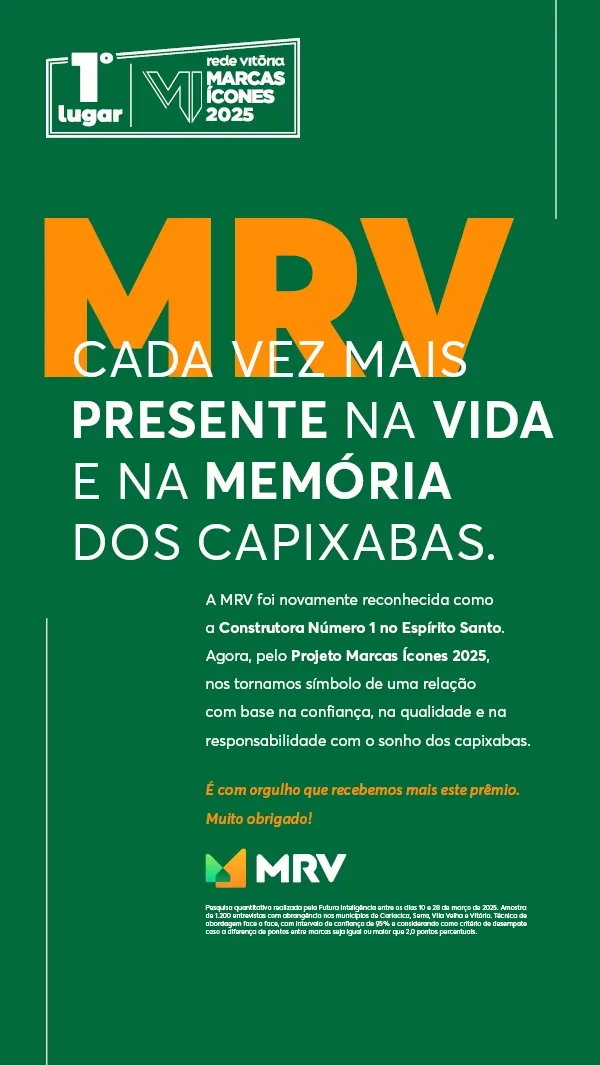 1º
lugar
rede vitória
MARCAS
ÍCONES
2025
MRV
CADA VEZ MAIS
PRESENTE NA VIDA
E NA MEMÓRIA
DOS CAPIXABAS.
A MRV foi novamente reconhecida como
a Construtora Número 1 no Espírito Santo.
Agora, pelo Projeto Marcas Ícones 2025,
nos tornamos símbolo de uma relação
com base na confiança, na qualidade e na
responsabilidade com o sonho dos capixabas.
É com orgulho que recebemos mais este prêmio.
Muito obrigado!
MRV
Pesquisa quantitativa realizada pela Futura Inteligência entre os dias 10 e 28 de março de 2025. Amostra
de 1.200 entrevistas com abrangência nos municípios de Cariacica, Serra, Vila Velha e Vitória. Técnica de
abordagem face a face, com intervalo de confiança de 95% e considerando como critério de desempate
caso a diferença de pontos entre marcas seja igual ou maior que 2,0 pontos percentuais.